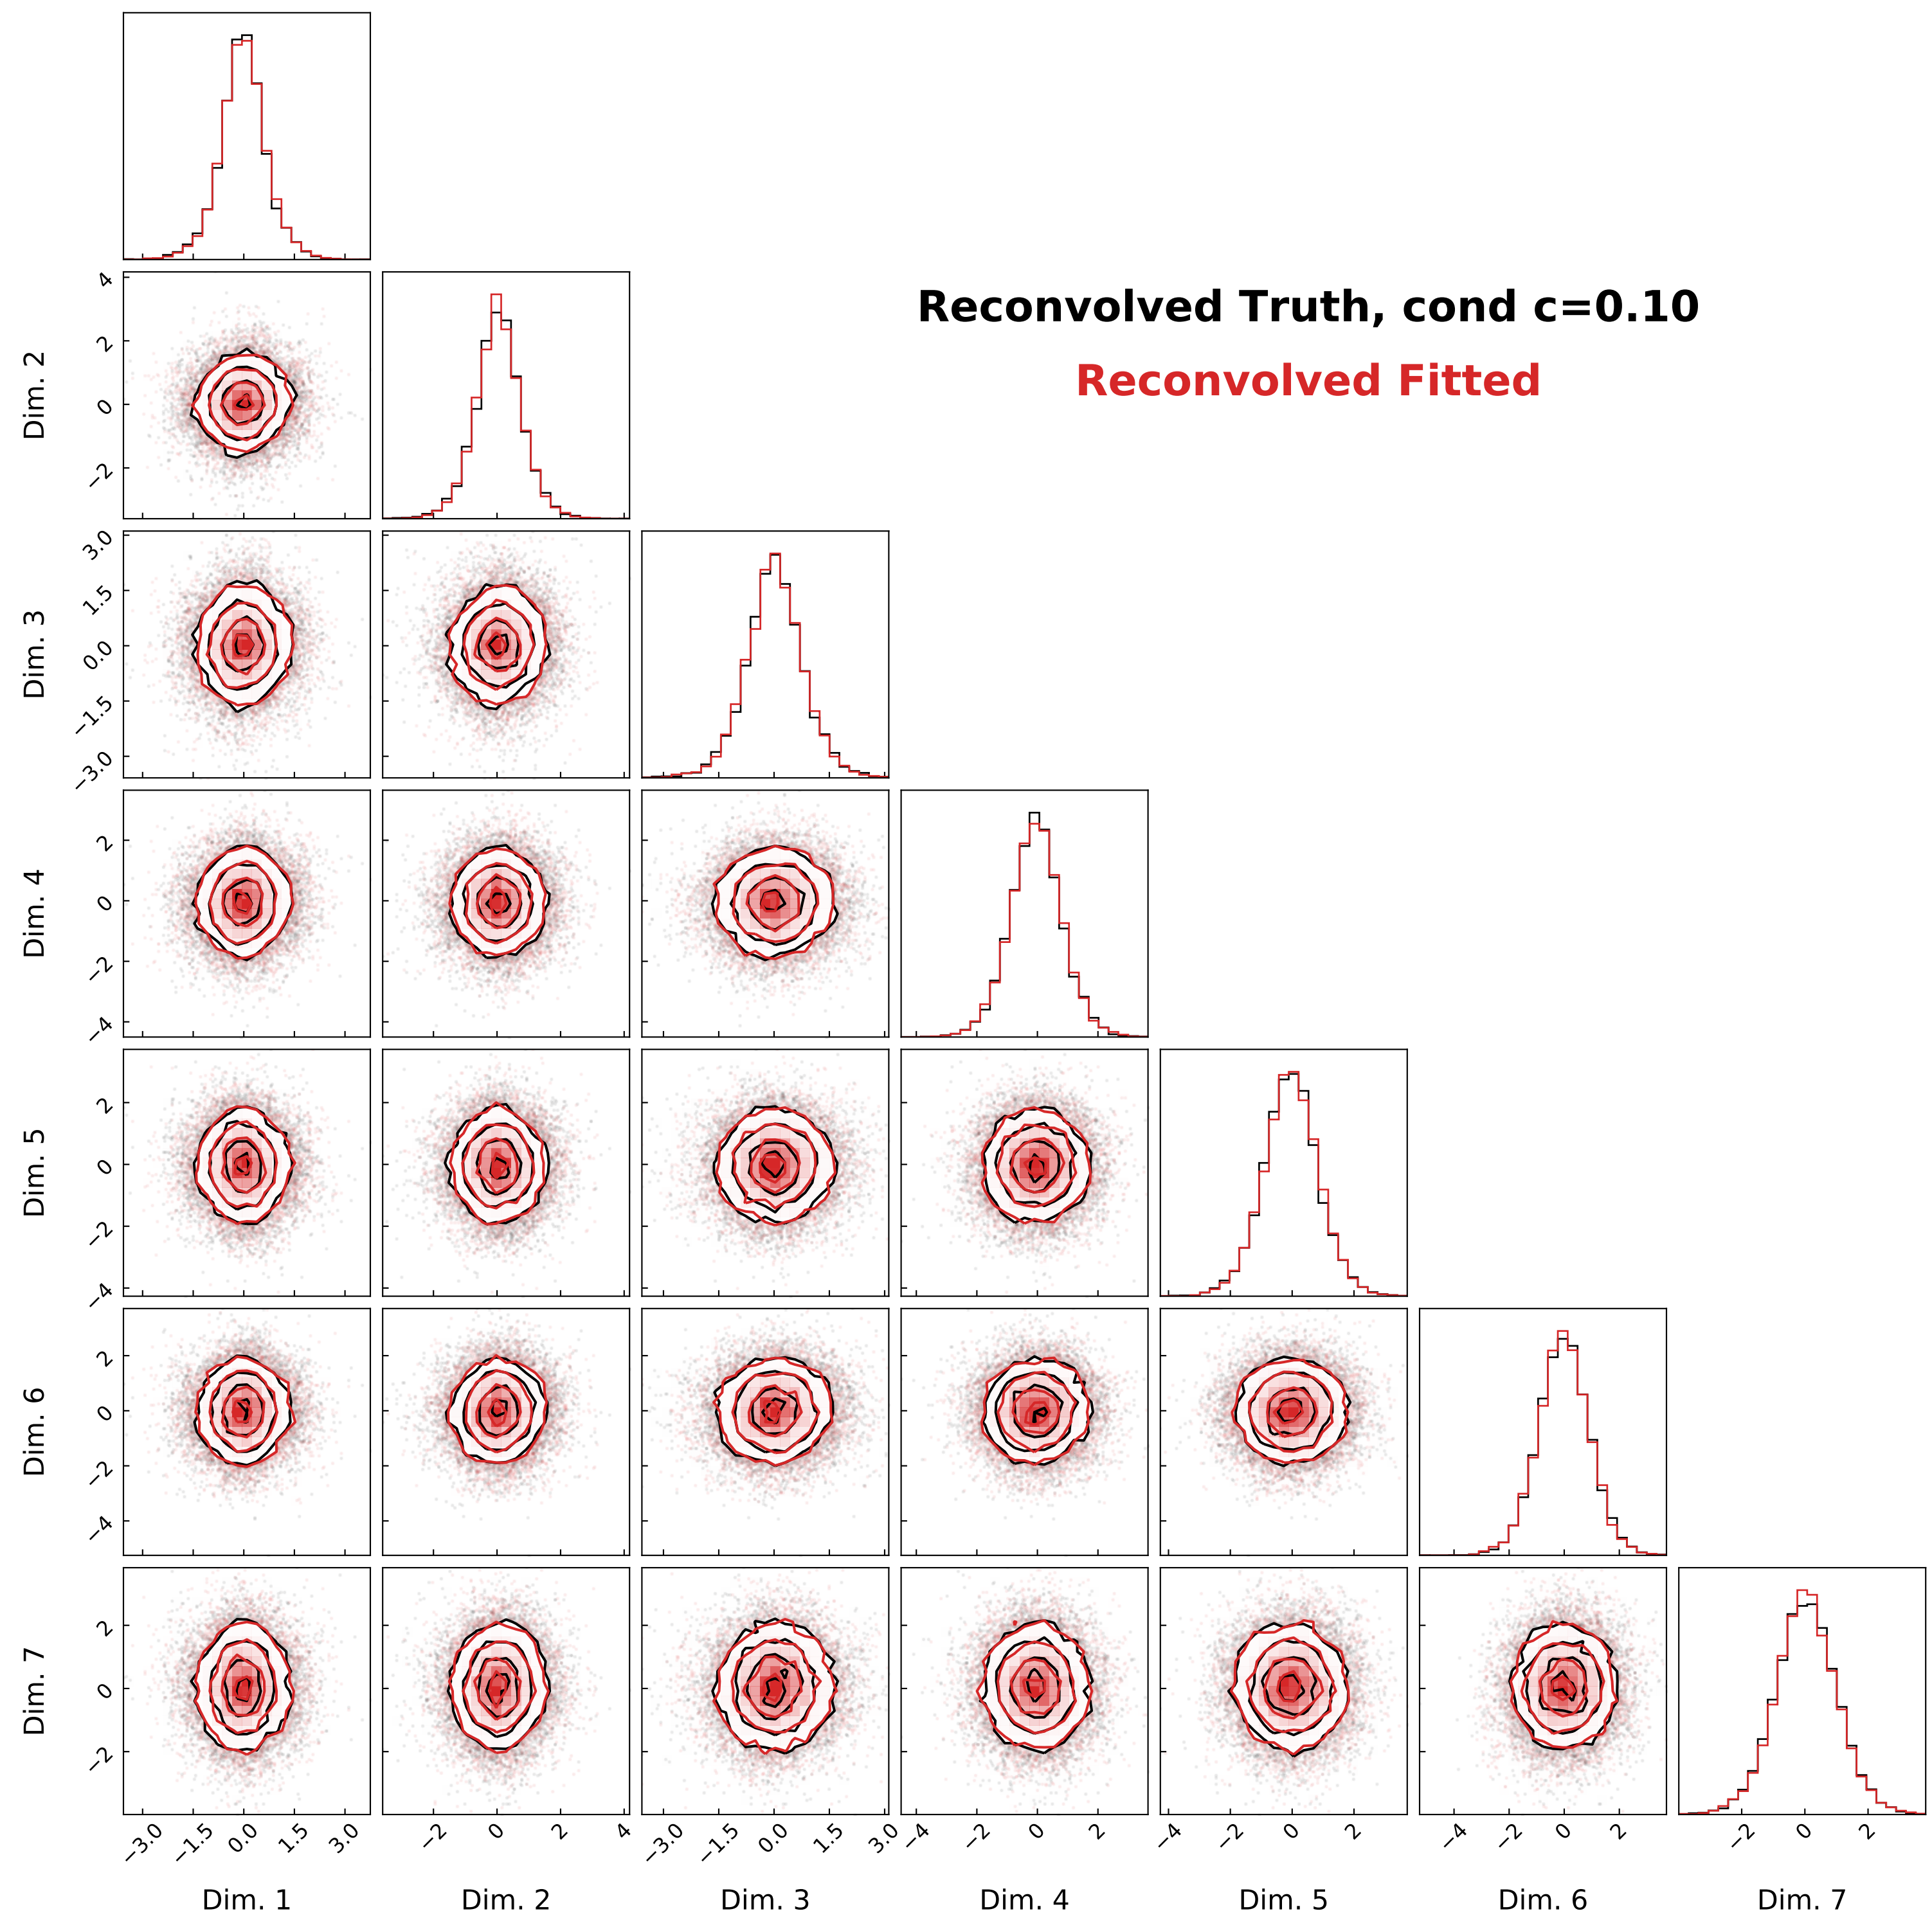 4
Reconvolved Truth, cond c=0.10
2
Dim. 2
Reconvolved Fitted
0
−2
3.0
1.5
Dim. 3
0.0
−1.5
−3.0
2
Dim. 4
0
−2
−4
2
Dim. 5
0
−2
−4
2
Dim. 6
0
−2
−4
2
Dim. 7
0
−2
−3.0 −1.5 0.0 1.5 3.0 −2 0 2 4 −3.0 −1.5 0.0 1.5 3.0 −4 −2 0 2 −4 −2 0 2 −4 −2 0 2 −2 0 2
Dim. 1 Dim. 2 Dim. 3 Dim. 4 Dim. 5 Dim. 6 Dim. 7